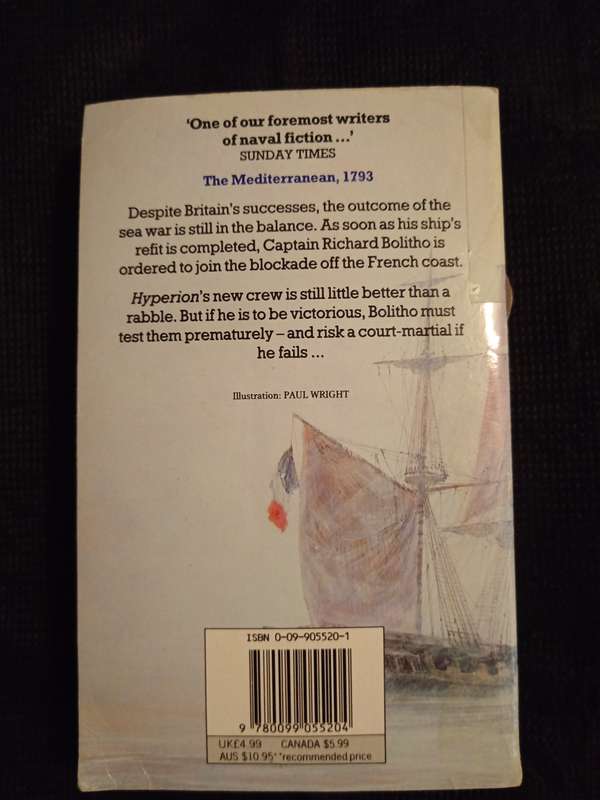 ‘One of our foremost writers
of naval fiction ...’
SUNDAY TIMES
The Mediterranean, 1793
Despite Britain’s successes, the outcome of the
sea war is still in the balance. As soon as his ship’s
refit is completed, Captain Richard Bolitho is
ordered to join the blockade off the French coast.
Hyperion’s new crew is still little better than a
rabble. But if he is to be victorious, Bolitho must
test them prematurely – and risk a court-martial if
he fails ...
Illustration: PAUL WRIGHT
ISBN 0-09-905520-1
9 780099 055204
UK£4.99 CANADA $5.99
AUS $10.95**recommended price